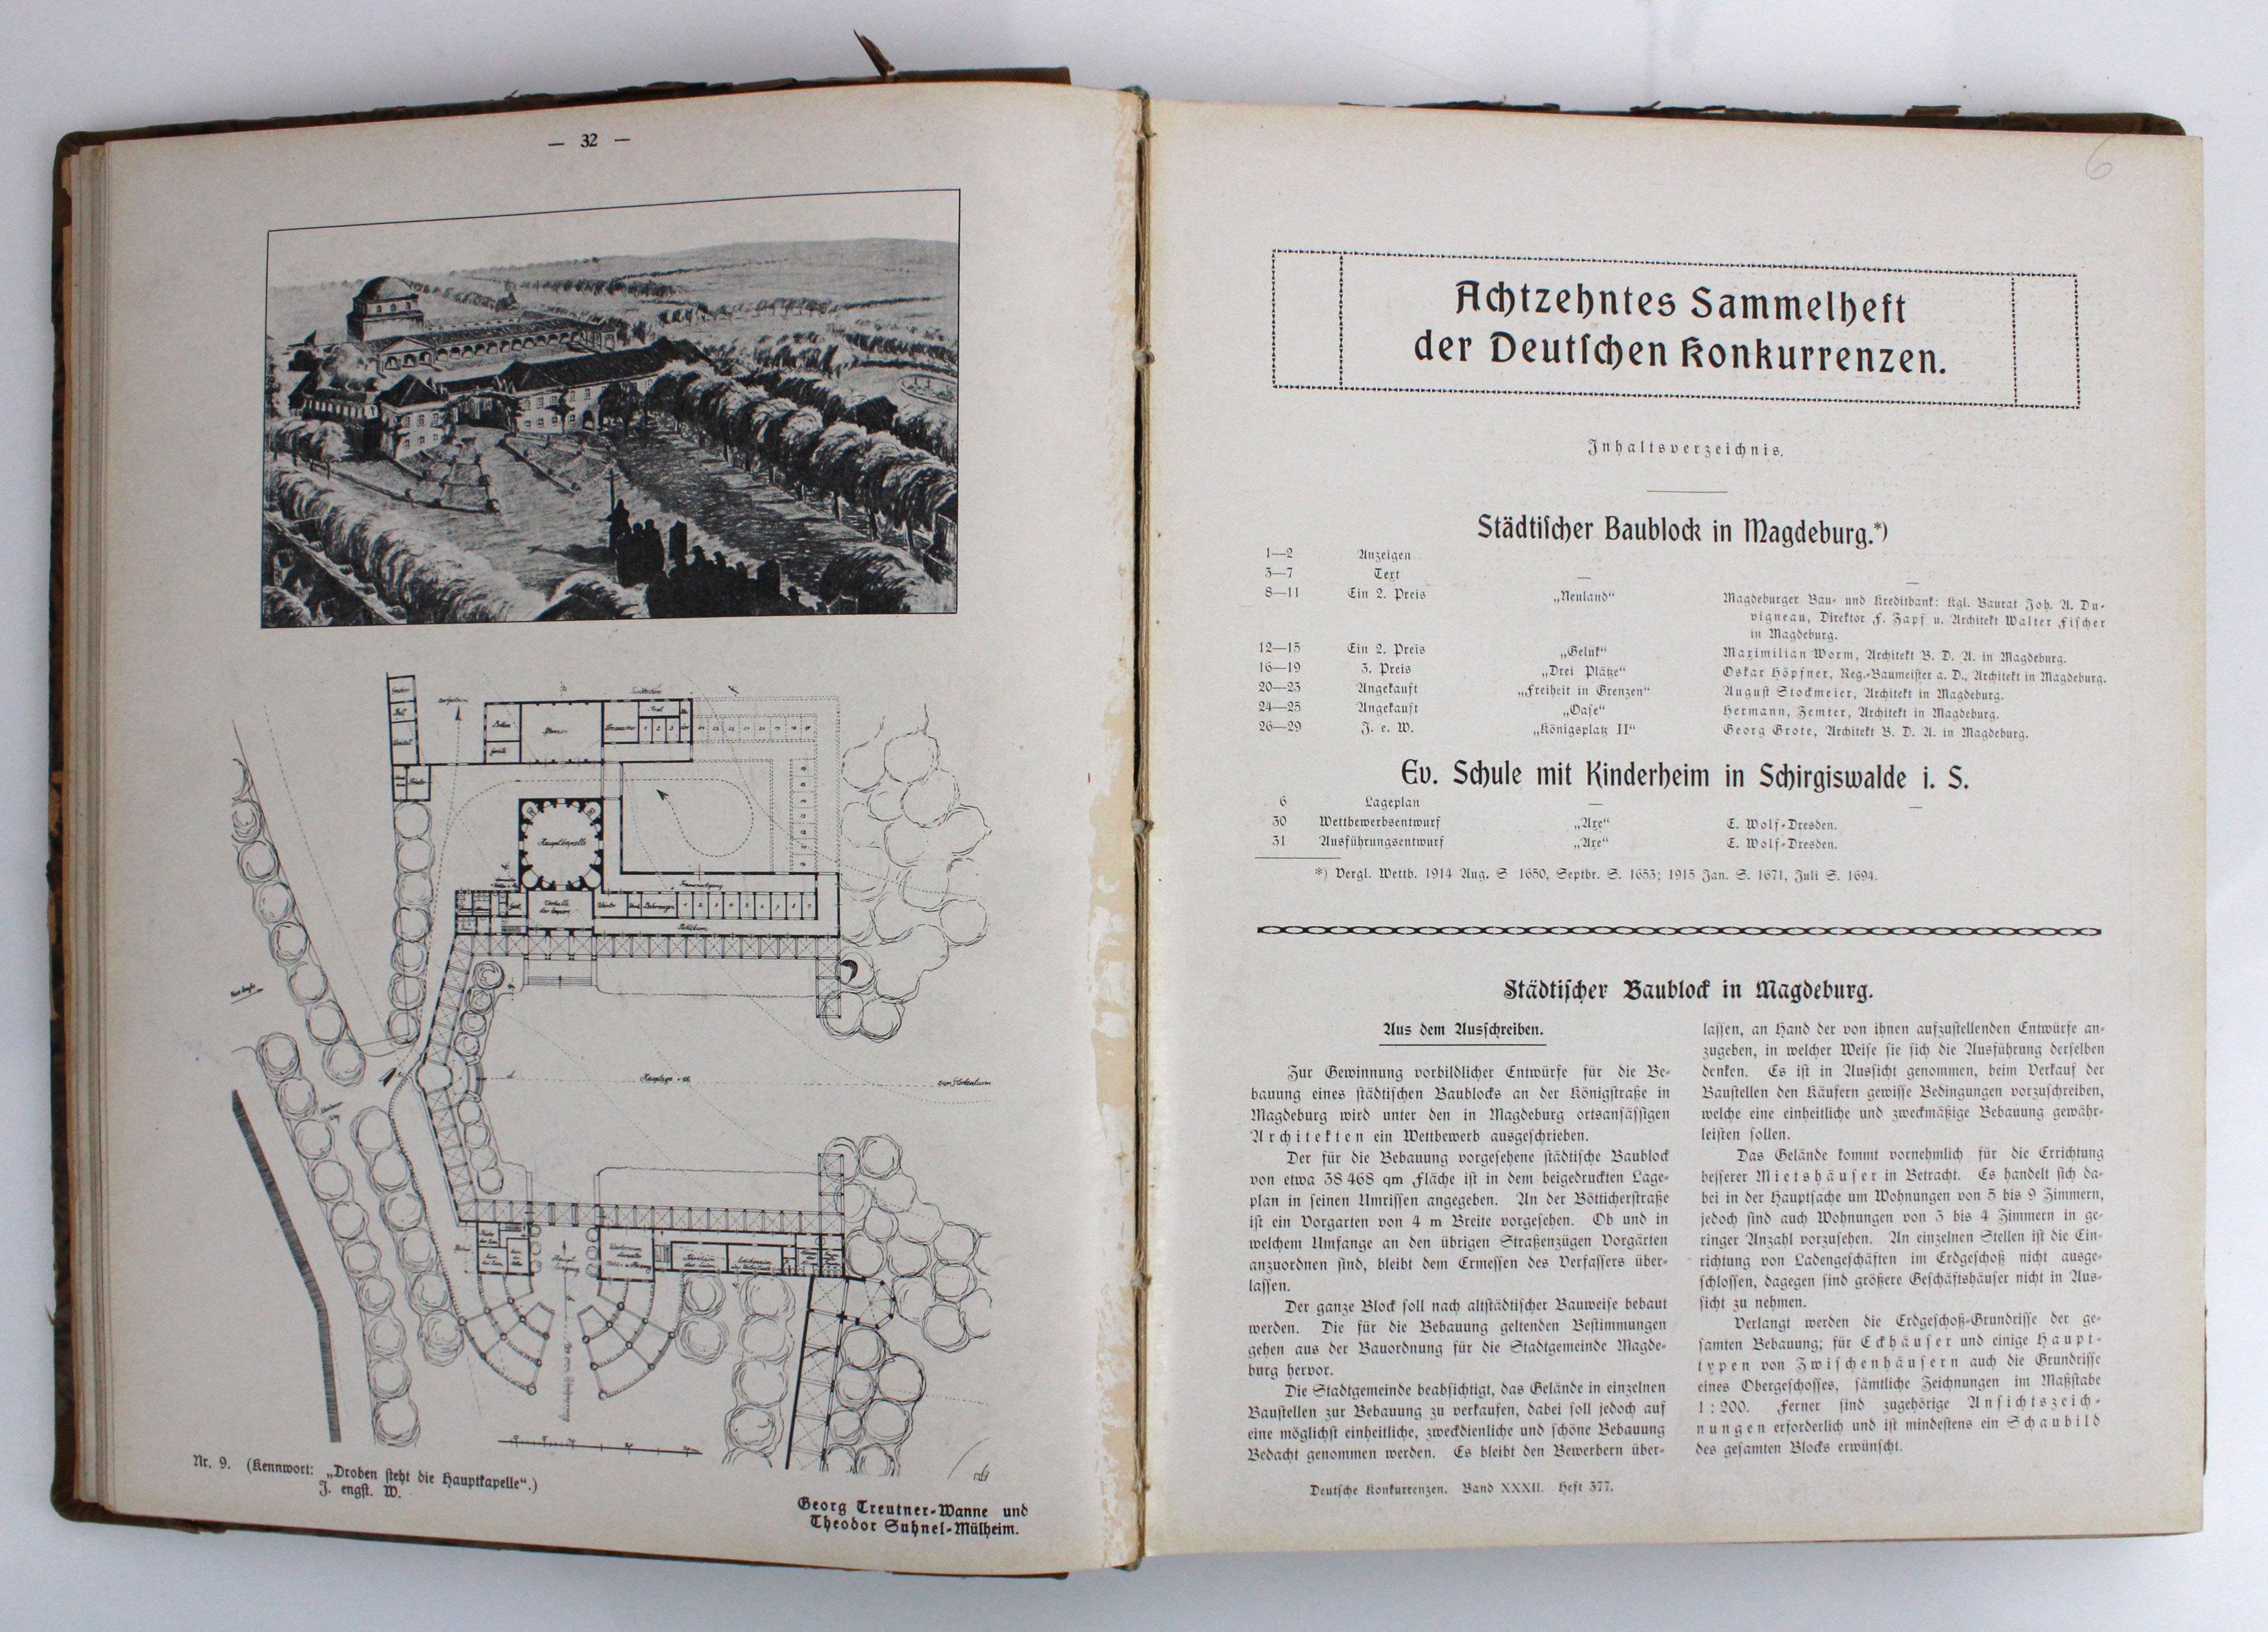 — 32 —
Hauptkapelle
zum Glockenturm
Nr. 9. (Kennwort: „Droben steht die Hauptkapelle“.)
J. engst. W.
Georg Treutner-Wanne und
Theodor Suhnel-Mülheim.
6
Achtzehntes Sammelheft
der Deutſchen Konkurrenzen.
Inhaltsverzeichnis.
Städtiſcher Baublock in Magdeburg.*)
1—2 Anzeigen
3—7 Text — —
8—11 Ein 2. Preis „Neuland“ Magdeburger Bau- und Kreditbank: Kgl. Baurat Joh. A. Du-
vigneau, Direktor F. Zapf u. Architekt Walter Fiſcher
in Magdeburg.
12—15 Ein 2. Preis „Geluk“ Maximilian Worm, Architekt B. D. A. in Magdeburg.
16—19 3. Preis „Drei Plätze“ Oskar Höpfner, Reg.-Baumeiſter a. D., Architekt in Magdeburg.
20—23 Angekauft „Freiheit in Grenzen“ Auguſt Stockmeier, Architekt in Magdeburg.
24—25 Angekauft „Oaſe“ Hermann, Zemter, Architekt in Magdeburg.
26—29 J. e. W. „Königsplatz II“ Georg Grote, Architekt B. D. A. in Magdeburg.
Ev. Schule mit Kinderheim in Schirgiswalde i. S.
6 Lageplan — —
30 Wettbewerbsentwurf „Axe“ E. Wolf-Dresden.
31 Ausführungsentwurf „Axe“ E. Wolf-Dresden.
*) Vergl. Wettb. 1914 Aug. S 1650, Septbr. S. 1653; 1915 Jan. S. 1671, Juli S. 1694.
Städtiſcher Baublock in Magdeburg.
Aus dem Ausſchreiben.
Zur Gewinnung vorbildlicher Entwürfe für die Be-
bauung eines ſtädtiſchen Baublocks an der Königſtraße in
Magdeburg wird unter den in Magdeburg ortsanſäſſigen
Architekten ein Wettbewerb ausgeſchrieben.
Der für die Bebauung vorgeſehene ſtädtiſche Baublock
von etwa 38 468 qm Fläche iſt in dem beigedruckten Lage-
plan in ſeinen Umriſſen angegeben. An der Bötticherſtraße
iſt ein Vorgarten von 4 m Breite vorgeſehen. Ob und in
welchem Umfange an den übrigen Straßenzügen Vorgärten
anzuordnen ſind, bleibt dem Ermeſſen des Verfaſſers über-
laſſen.
Der ganze Block ſoll nach altſtädtiſcher Bauweiſe bebaut
werden. Die für die Bebauung geltenden Beſtimmungen
gehen aus der Bauordnung für die Stadtgemeinde Magde-
burg hervor.
Die Stadtgemeinde beabſichtigt, das Gelände in einzelnen
Bauſtellen zur Bebauung zu verkaufen, dabei ſoll jedoch auf
eine möglichſt einheitliche, zweckdienliche und ſchöne Bebauung
Bedacht genommen werden. Es bleibt den Bewerbern über-
laſſen, an Hand der von ihnen aufzuſtellenden Entwürfe an-
zugeben, in welcher Weiſe ſie ſich die Ausführung derſelben
denken. Es iſt in Ausſicht genommen, beim Verkauf der
Bauſtellen den Käufern gewiſſe Bedingungen vorzuſchreiben,
welche eine einheitliche und zweckmäßige Bebauung gewähr-
leiſten ſollen.
Das Gelände kommt vornehmlich für die Errichtung
beſſerer Mietshäuſer in Betracht. Es handelt ſich da-
bei in der Hauptſache um Wohnungen von 5 bis 9 Zimmern,
jedoch ſind auch Wohnungen von 3 bis 4 Zimmern in ge-
ringer Anzahl vorzuſehen. An einzelnen Stellen iſt die Ein-
richtung von Ladengeſchäften im Erdgeſchoß nicht ausge-
ſchloſſen, dagegen ſind größere Geſchäftshäuſer nicht in Aus-
ſicht zu nehmen.
Verlangt werden die Erdgeſchoß-Grundriſſe der ge-
ſamten Bebauung; für Eckhäuſer und einige Haupt-
typen von Zwiſchenhäuſern auch die Grundriſſe
eines Obergeſchoſſes, ſämtliche Zeichnungen im Maßſtabe
1 : 200. Ferner ſind zugehörige Anſichtszeich-
nungen erforderlich und iſt mindeſtens ein Schaubild
des geſamten Blocks erwünſcht.
Deutſche Konkurrenzen. Band XXXII. Heft 377.